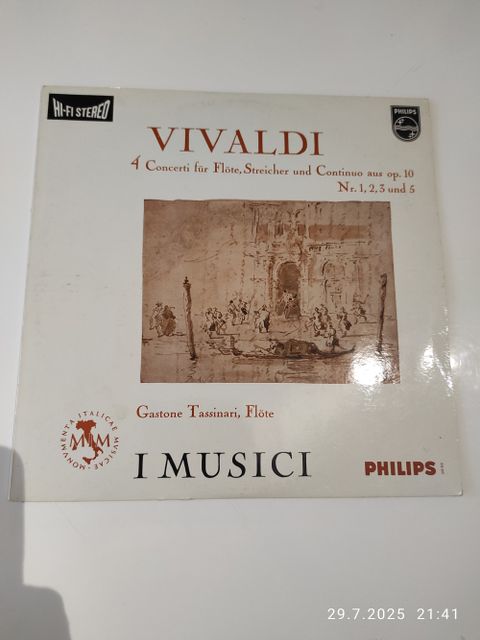 HI-FI STEREO
PHILIPS
VIVALDI
4 Concerti für Flöte, Streicher und Continuo aus op. 10
Nr. 1, 2, 3 und 5
Gastone Tassinari, Flöte
MONUMENTA ITALICAE MUSICAE
MIM
I MUSICI
PHILIPS
29.7.2025 21:41